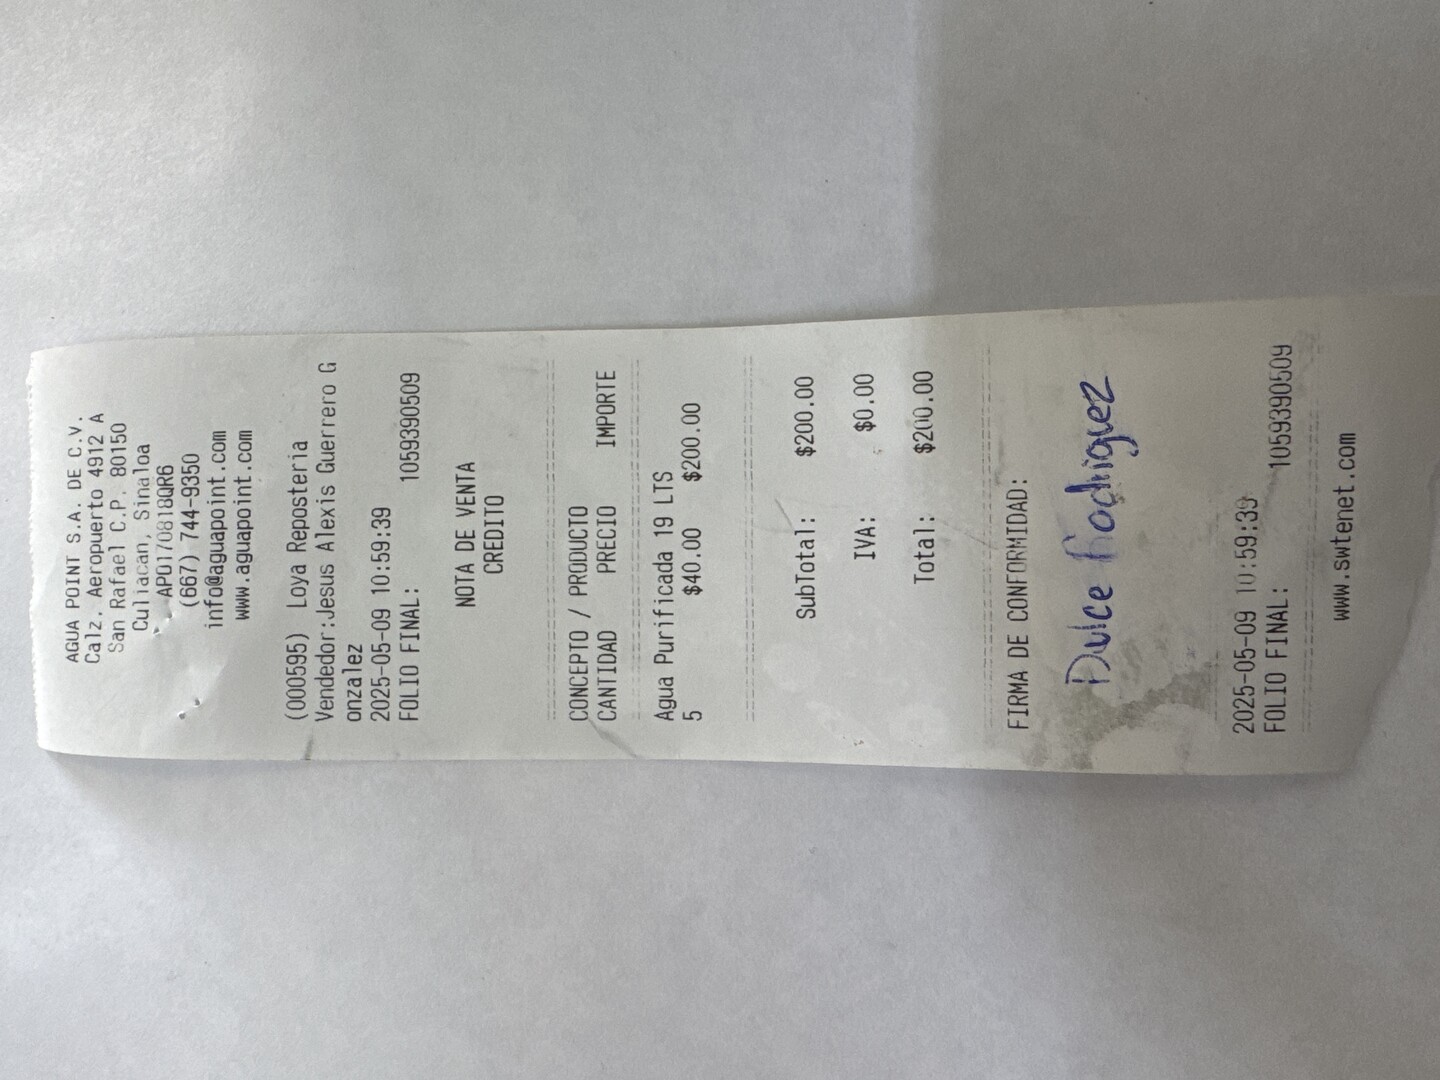 AGUA POINT S.A. DE C.V.
Calz. Aeropuerto 4912 A
San Rafael C.P. 80150
Culiacan, Sinaloa
APO170818QR6
(667) 744-9350
info@aguapoint.com
www.aguapoint.com
(000595) Loya Reposteria
Vendedor:Jesus Alexis Guerrero G
onzalez
2025-05-09 10:59:39
FOLIO FINAL: 1059390509
NOTA DE VENTA
CREDITO
CONCEPTO / PRODUCTO
CANTIDAD PRECIO IMPORTE
Agua Purificada 19 LTS
5 $40.00 $200.00
SubTotal: $200.00
IVA: $0.00
Total: $200.00
FIRMA DE CONFORMIDAD:
Dulce Rodriguez
2025-05-09 10:59:39
FOLIO FINAL: 1059390509
www.swtenet.com